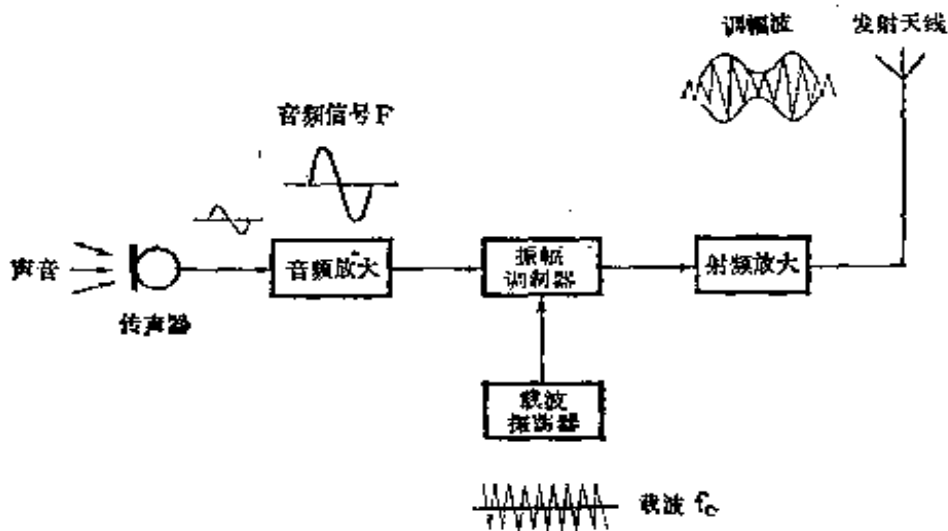 调幅波
发射天线
音频信号 F
声音
传声器
音频放大
振幅
调制器
射频放大
载波
振荡器
载波 fc